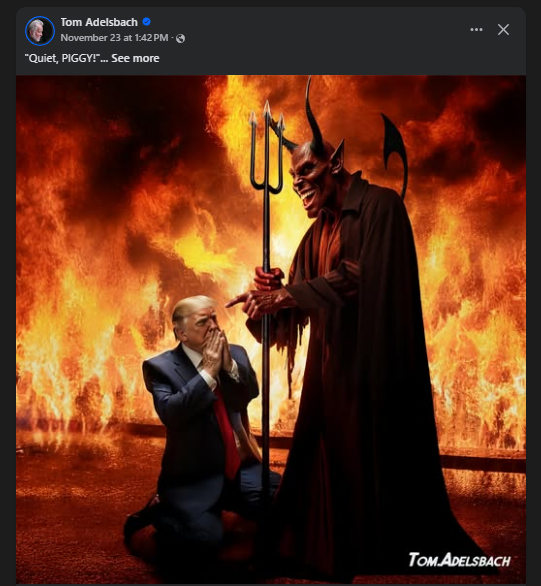 Tom Adelsbach
November 23 at 1:42 PM ·
"Quiet, PIGGY!"... See more
TOM.ADELSBACH